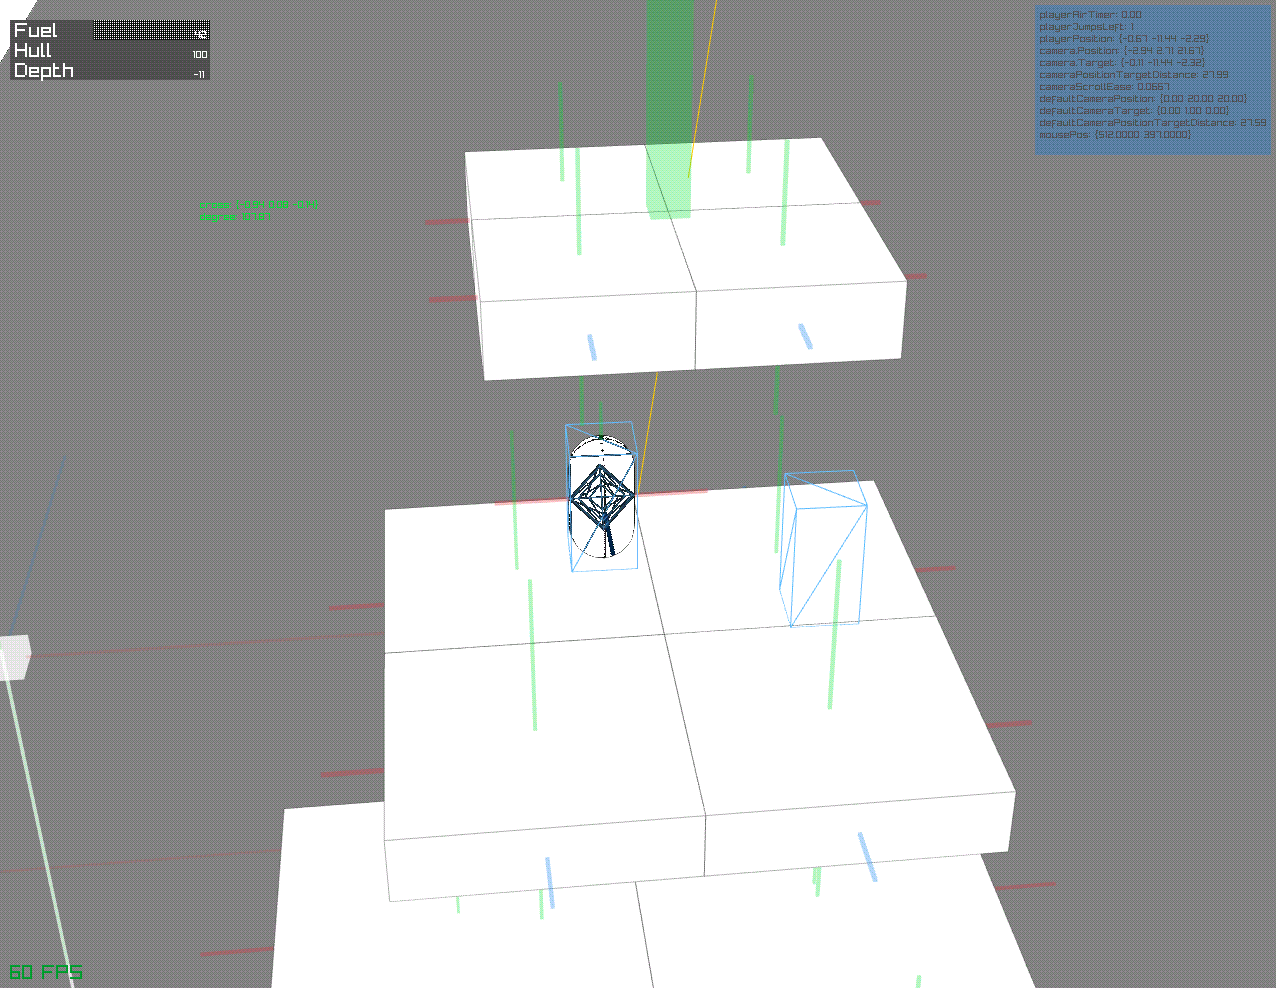 Fuel 42
Hull 100
Depth -11
playerAirTimer: 0.00
playerJumpsLeft: 1
playerPosition: {-0.67 -11.44 -2.29}
camera.Position: {-2.94 2.71 21.67}
camera.Target: {-0.11 -11.44 -2.32}
cameraPositionTargetDistance: 27.99
cameraScrollEase: 0.0667
defaultCameraPosition: {0.00 20.00 20.00}
defaultCameraTarget: {0.00 1.00 0.00}
defaultCameraPositionTargetDistance: 27.59
mousePos: {512.0000 397.0000}
60 FPS